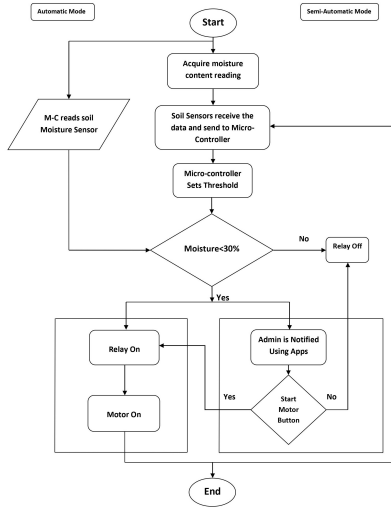 Automatic Mode
Semi-Automatic Mode
Start
Acquire moisture
content reading
M-C reads soil
Moisture Sensor
Soil Sensors receive the
data and send to Micro-
Controller
Micro-controller
Sets Threshold
Moisture<30%
No
Relay Off
Yes
Relay On
Admin is Notified
Using Apps
Yes
Start
Motor
Button
No
Motor On
End